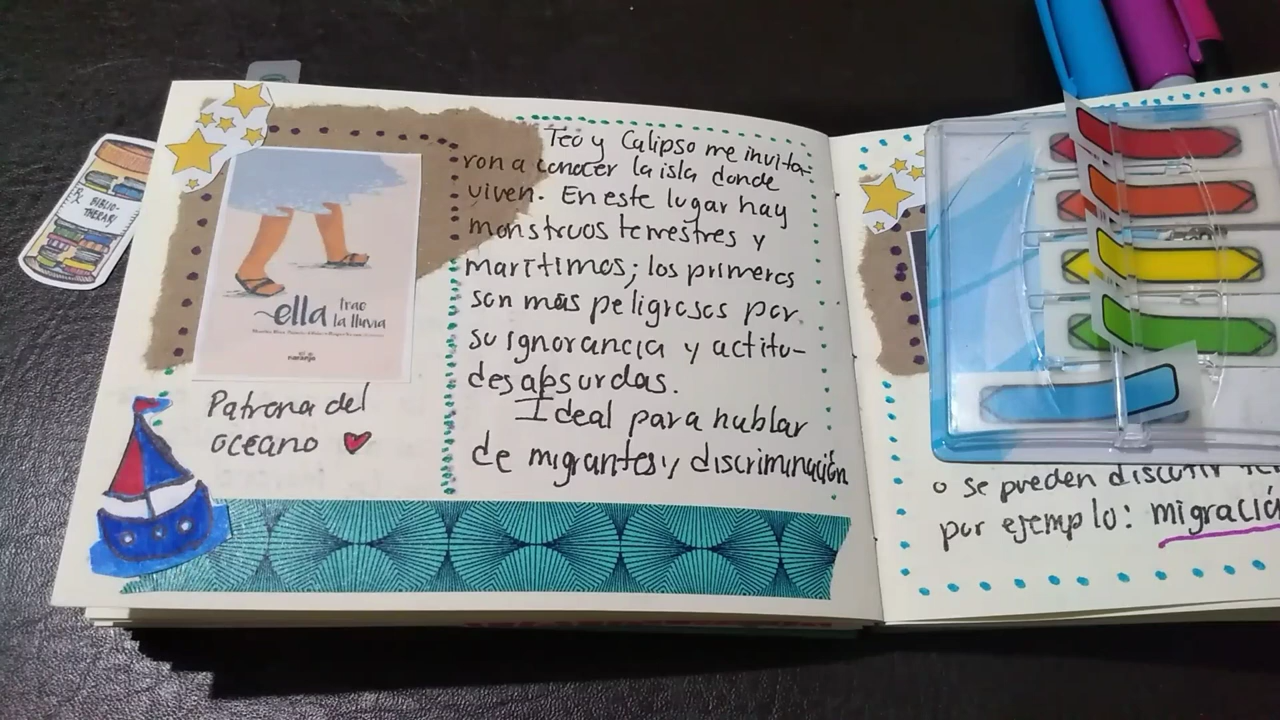 Rx
BIBLIO-
THERAPY
ella trae
la lluvia
naranja
Patrona del
oceano
Teo y Calipso me invita-
ron a conocer la isla donde
viven. En este lugar hay
monstruos terrestres y
marítimos; los primeros
son más peligrosos por
su ignorancia y actitu-
des absurdas.
Ideal para hablar
de migrantes y discriminación
o se pueden discutir
por ejemplo: migració